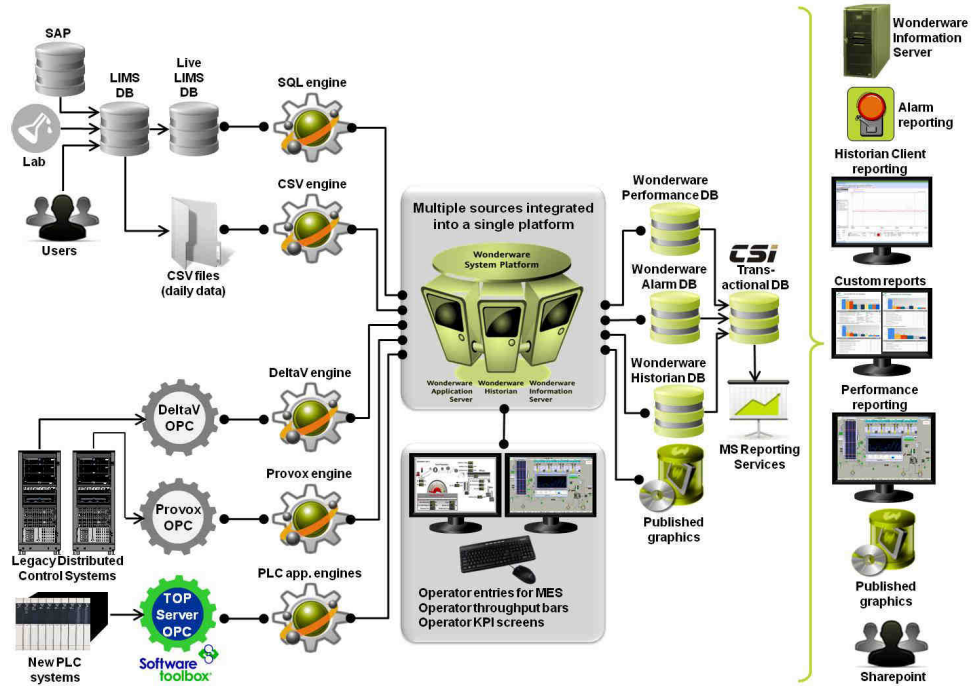 SAP
LIMS
DB
Live
LIMS
DB
SQL engine
Lab
Users
CSV engine
CSV files
(daily data)
DeltaV engine
DeltaV
OPC
Provox engine
Provox
OPC
Legacy Distributed
Control Systems
PLC app. engines
TOP
Server
OPC
New PLC
systems
Software
toolbox
Multiple sources integrated
into a single platform
Wonderware
System Platform
Wonderware
Application
Server
Wonderware
Historian
Wonderware
Information
Server
Operator entries for MES
Operator throughput bars
Operator KPI screens
Wonderware
Performance DB
Wonderware
Alarm DB
Wonderware
Historian DB
Published
graphics
CSi
Trans-
actional DB
MS Reporting
Services
Wonderware
Information
Server
Alarm
reporting
Historian Client
reporting
Custom reports
Performance
reporting
Published
graphics
Sharepoint